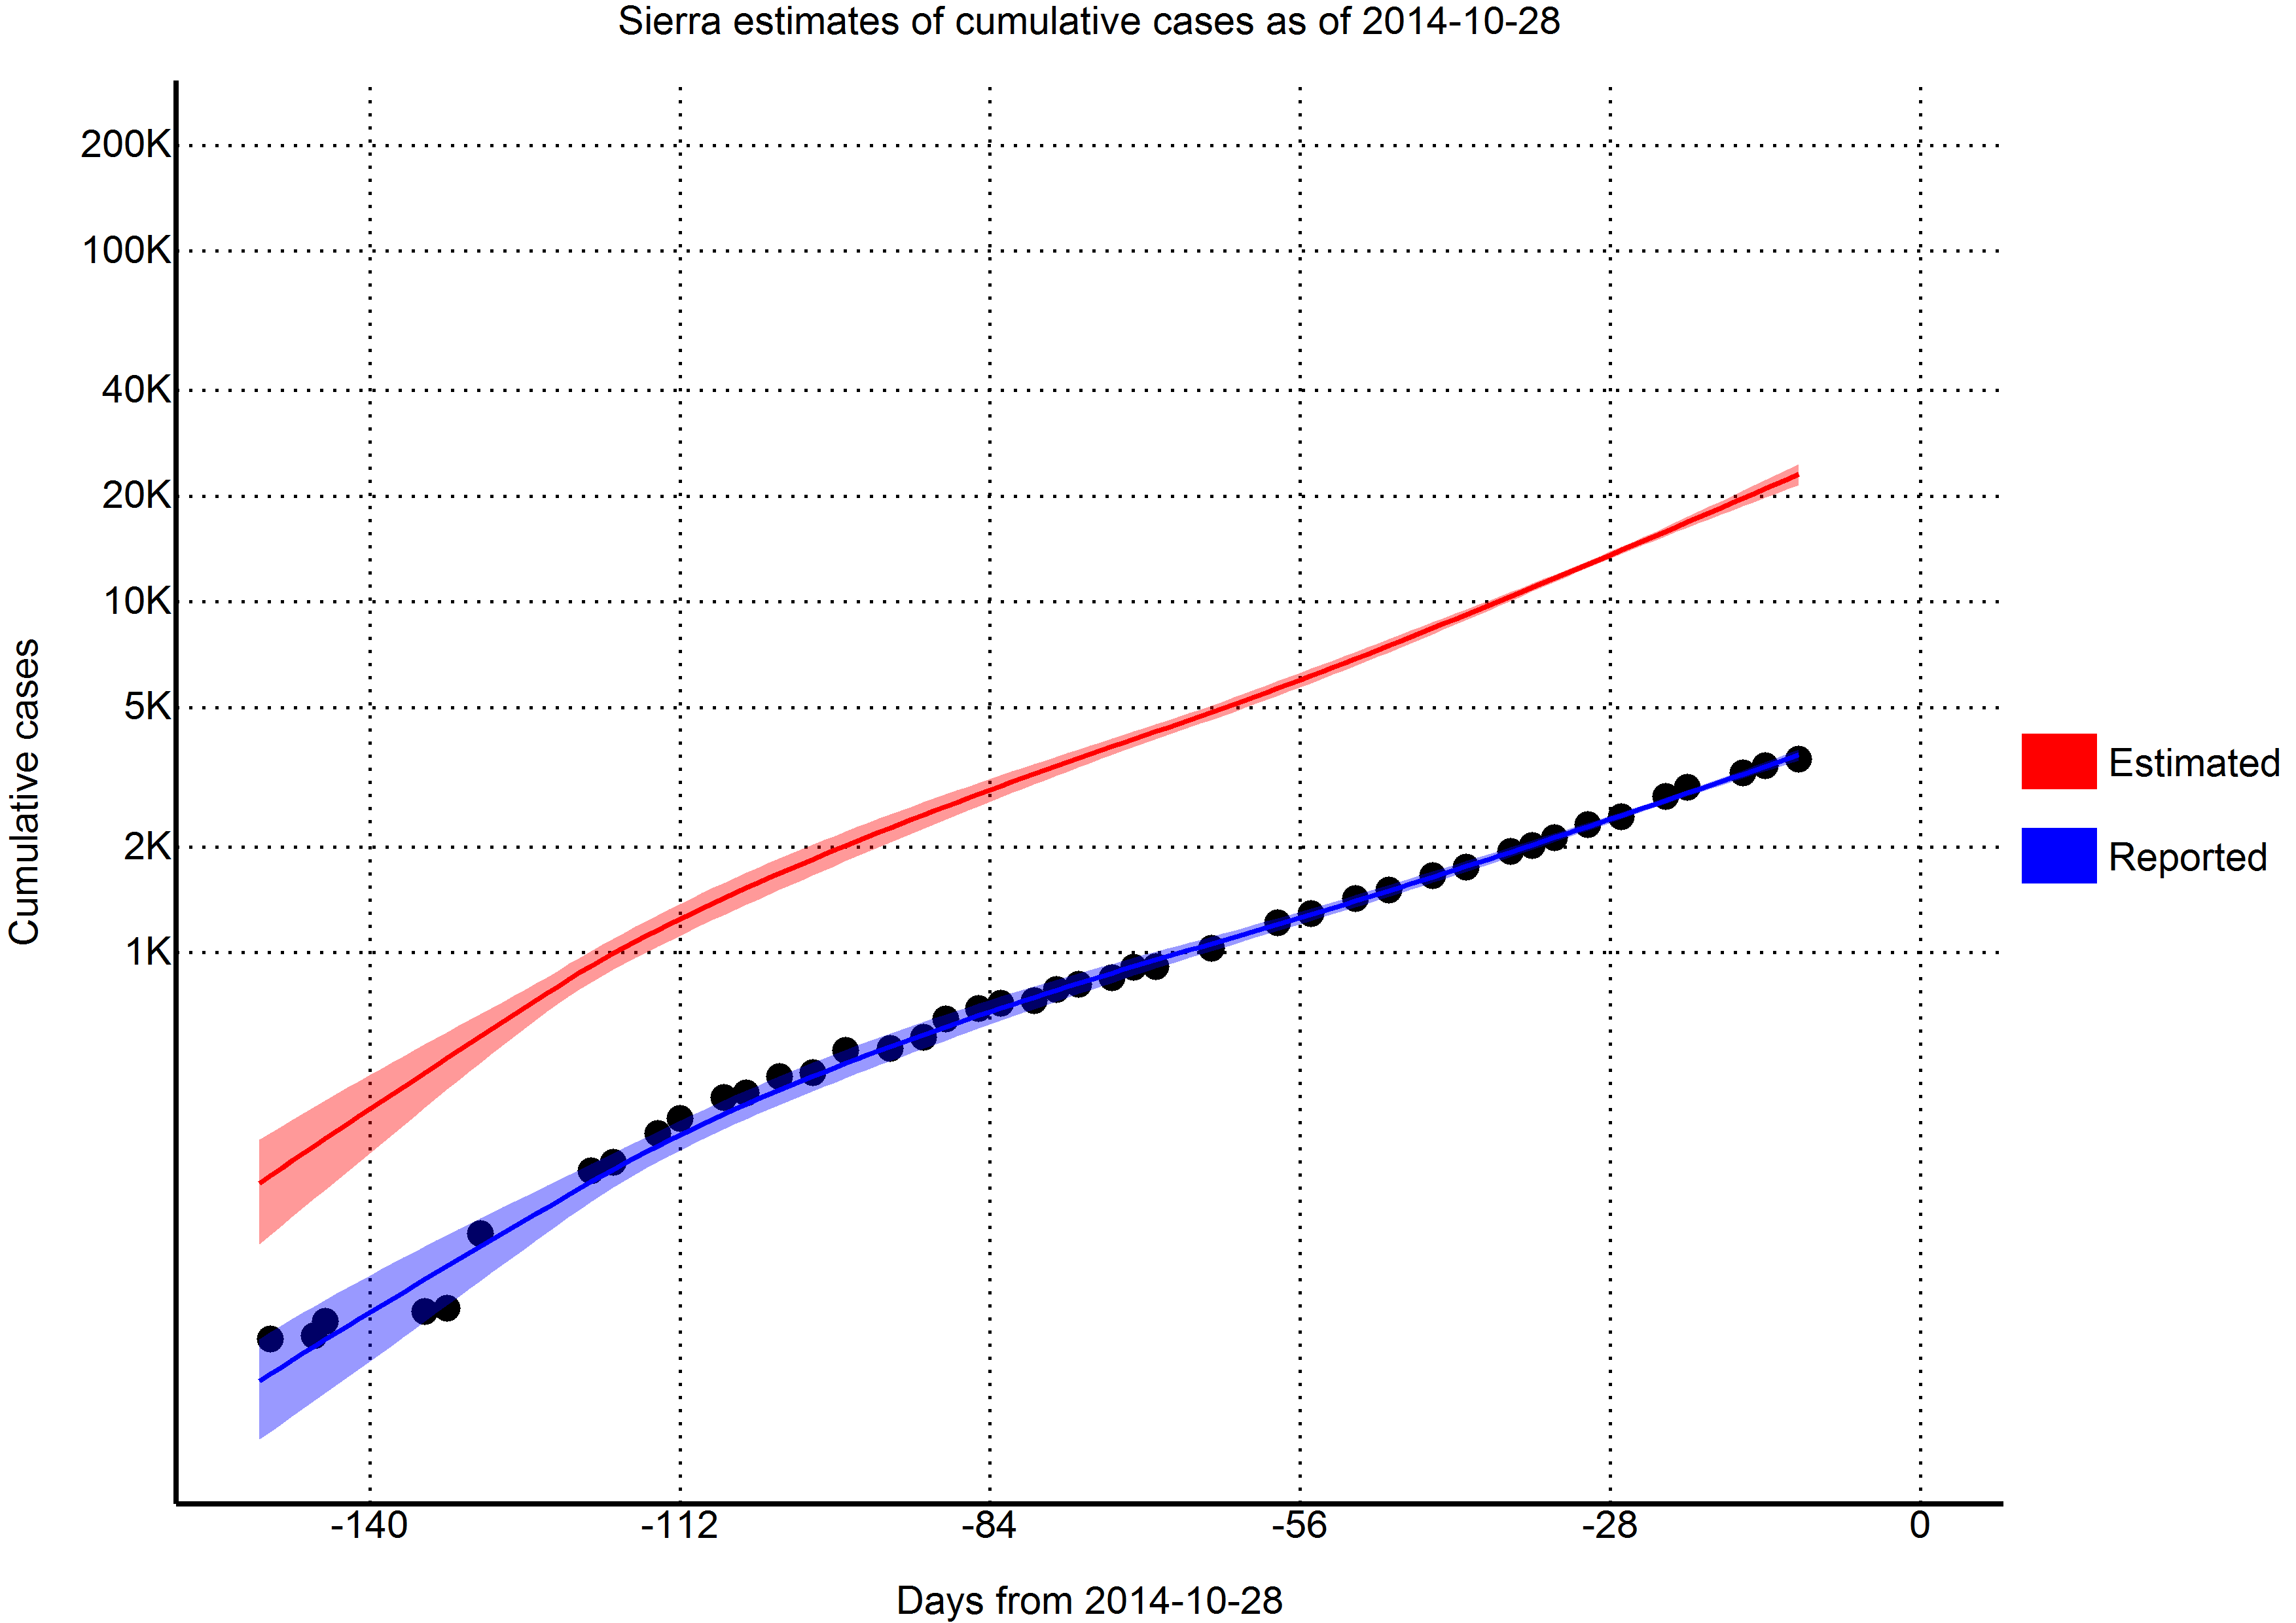 Sierra estimates of cumulative cases as of 2014-10-28
200K
100K
40K
20K
10K
5K
2K
1K
Cumulative cases
Estimated
Reported
-140
-112
-84
-56
-28
0
Days from 2014-10-28